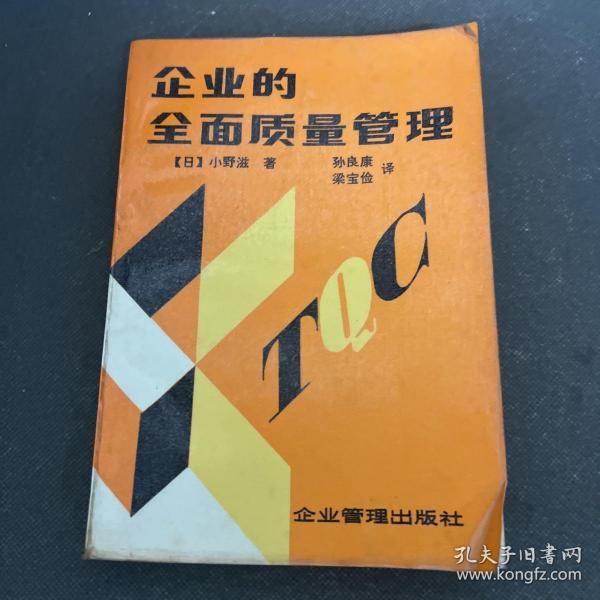 企业的
全面质量管理
【日】小野滋 著 孙良康
梁宝俭 译
TQC
企业管理出版社
孔夫子旧书网
www.kongfz.com